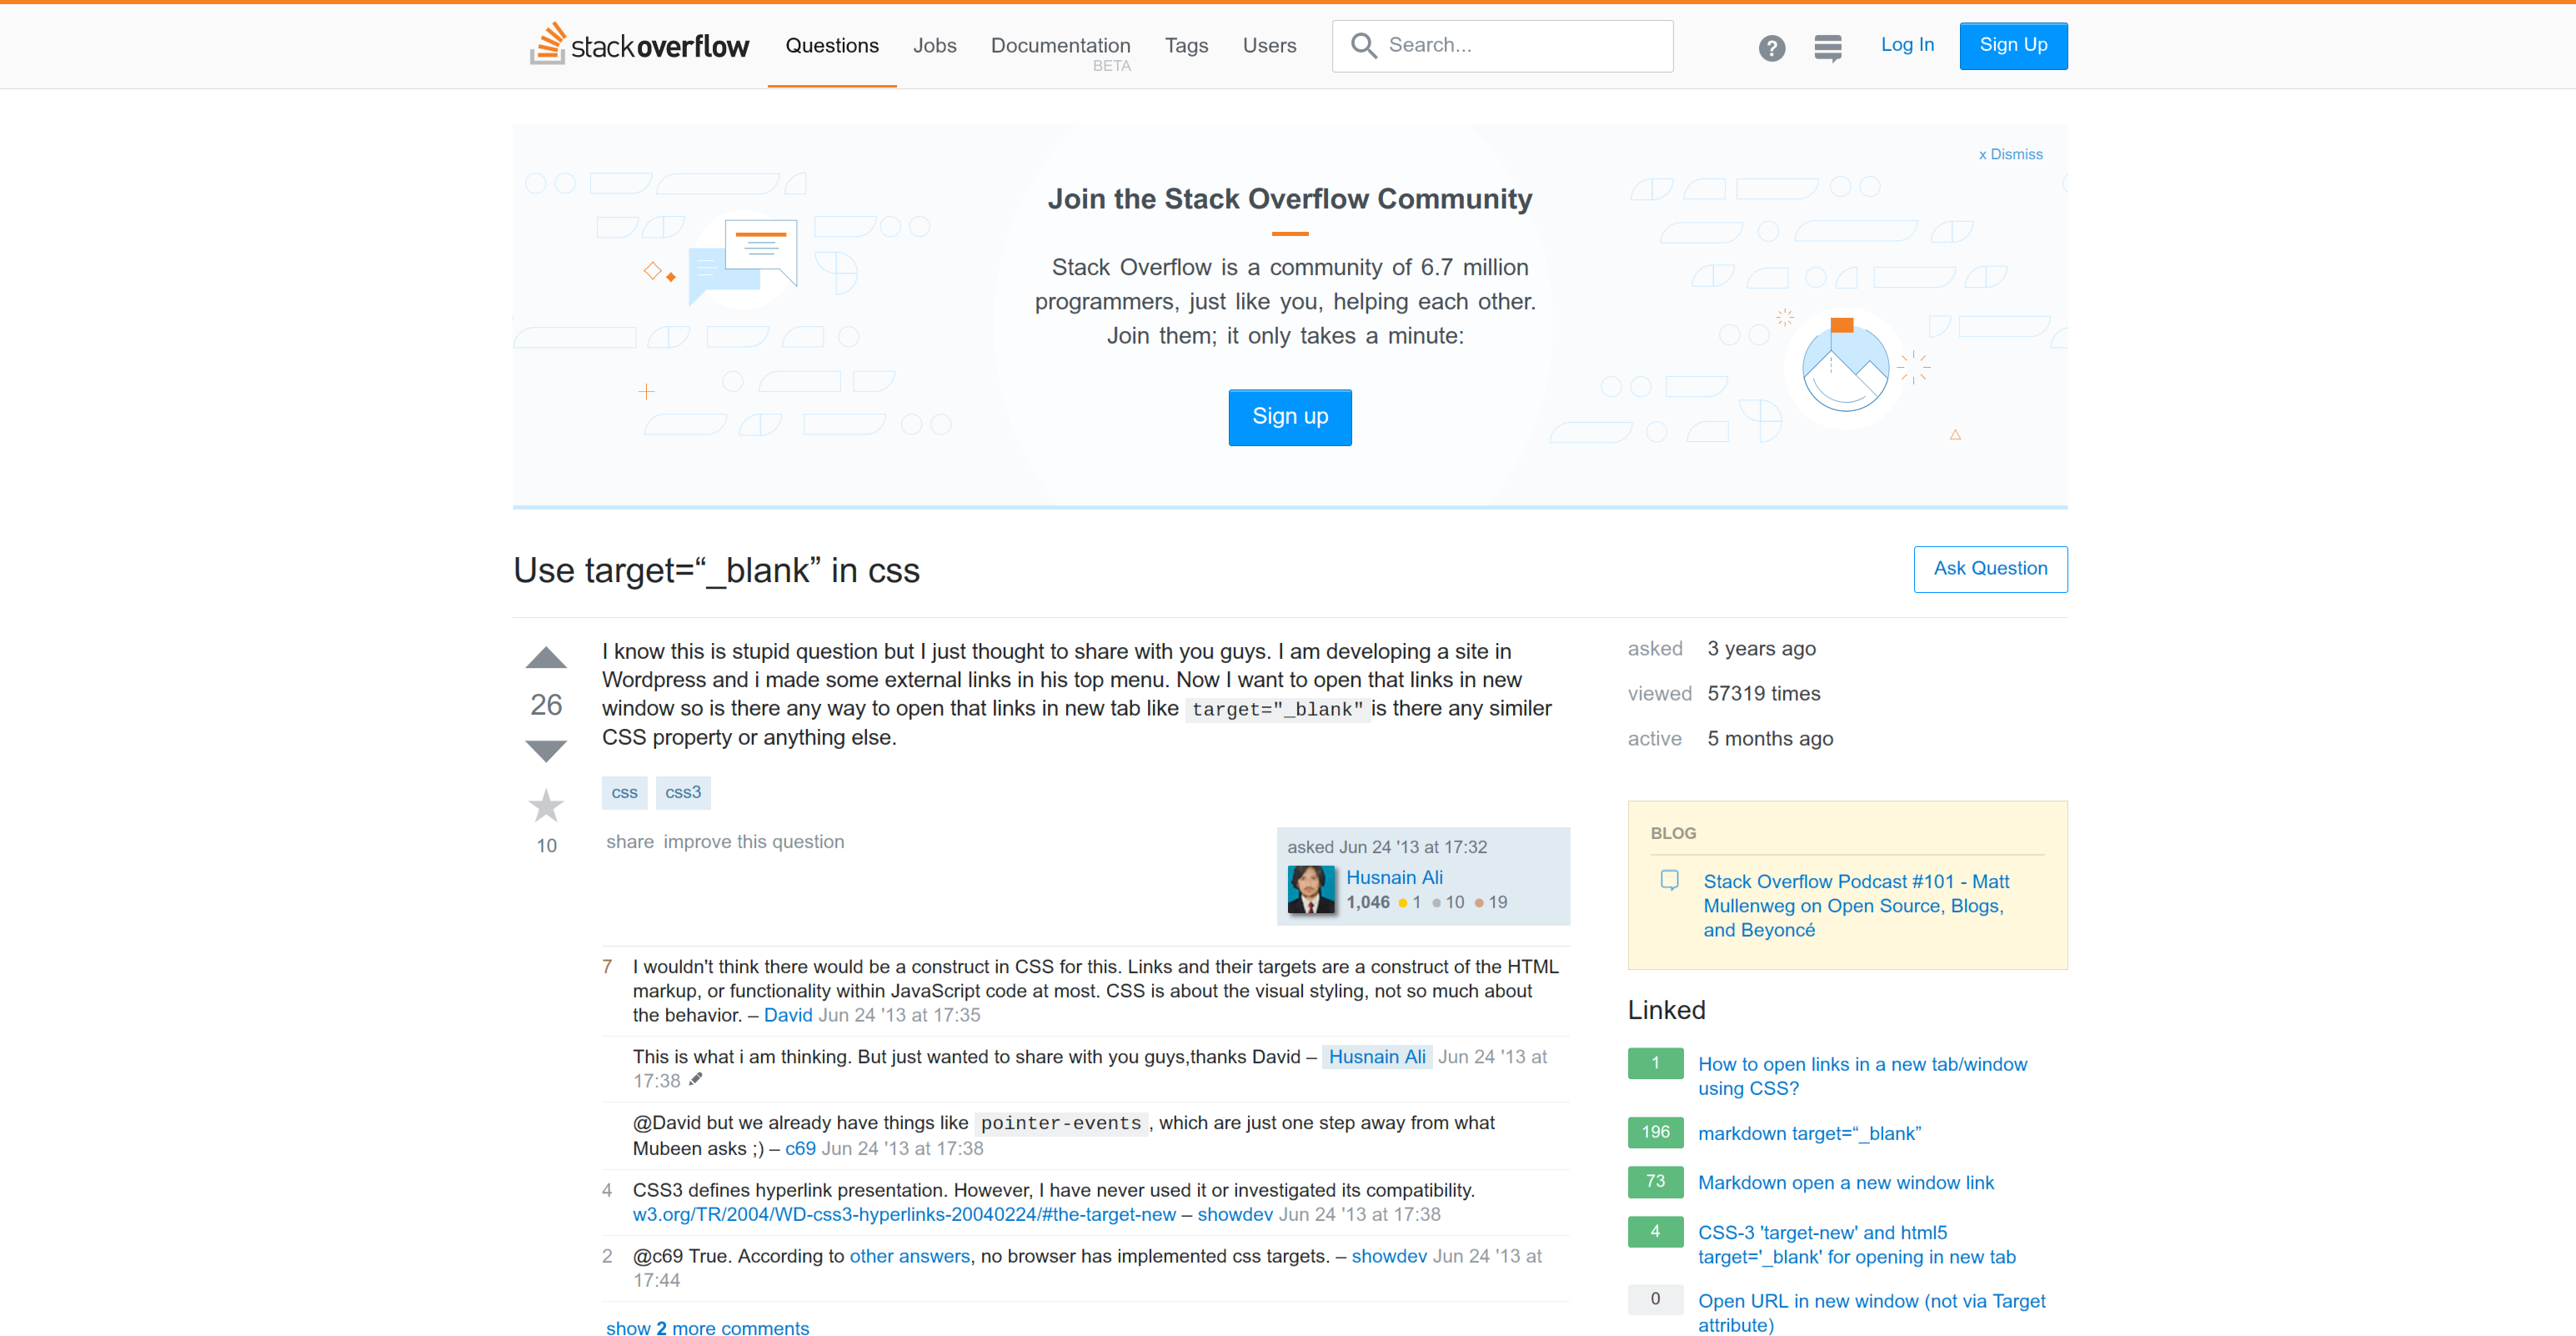 stackoverflow
Questions
Jobs
Documentation
BETA
Tags
Users
Search...
?
Log In
Sign Up
x Dismiss
Join the Stack Overflow Community
Stack Overflow is a community of 6.7 million
programmers, just like you, helping each other.
Join them; it only takes a minute:
Sign up
Use target=“_blank” in css
Ask Question
26
10
I know this is stupid question but I just thought to share with you guys. I am developing a site in
Wordpress and i made some external links in his top menu. Now I want to open that links in new
window so is there any way to open that links in new tab like target="_blank" is there any similer
CSS property or anything else.
css css3
share improve this question
asked Jun 24 '13 at 17:32
Husnain Ali
1,046 1 10 19
7 I wouldn't think there would be a construct in CSS for this. Links and their targets are a construct of the HTML
markup, or functionality within JavaScript code at most. CSS is about the visual styling, not so much about
the behavior. – David Jun 24 '13 at 17:35
This is what i am thinking. But just wanted to share with you guys,thanks David – Husnain Ali Jun 24 '13 at
17:38
@David but we already have things like pointer-events , which are just one step away from what
Mubeen asks ;) – c69 Jun 24 '13 at 17:38
4 CSS3 defines hyperlink presentation. However, I have never used it or investigated its compatibility.
w3.org/TR/2004/WD-css3-hyperlinks-20040224/#the-target-new – showdev Jun 24 '13 at 17:38
2 @c69 True. According to other answers, no browser has implemented css targets. – showdev Jun 24 '13 at
17:44
show 2 more comments
asked 3 years ago
viewed 57319 times
active 5 months ago
BLOG
Stack Overflow Podcast #101 - Matt
Mullenweg on Open Source, Blogs,
and Beyoncé
Linked
1 How to open links in a new tab/window
using CSS?
196 markdown target=“_blank”
73 Markdown open a new window link
4 CSS-3 'target-new' and html5
target='_blank' for opening in new tab
0 Open URL in new window (not via Target
attribute)